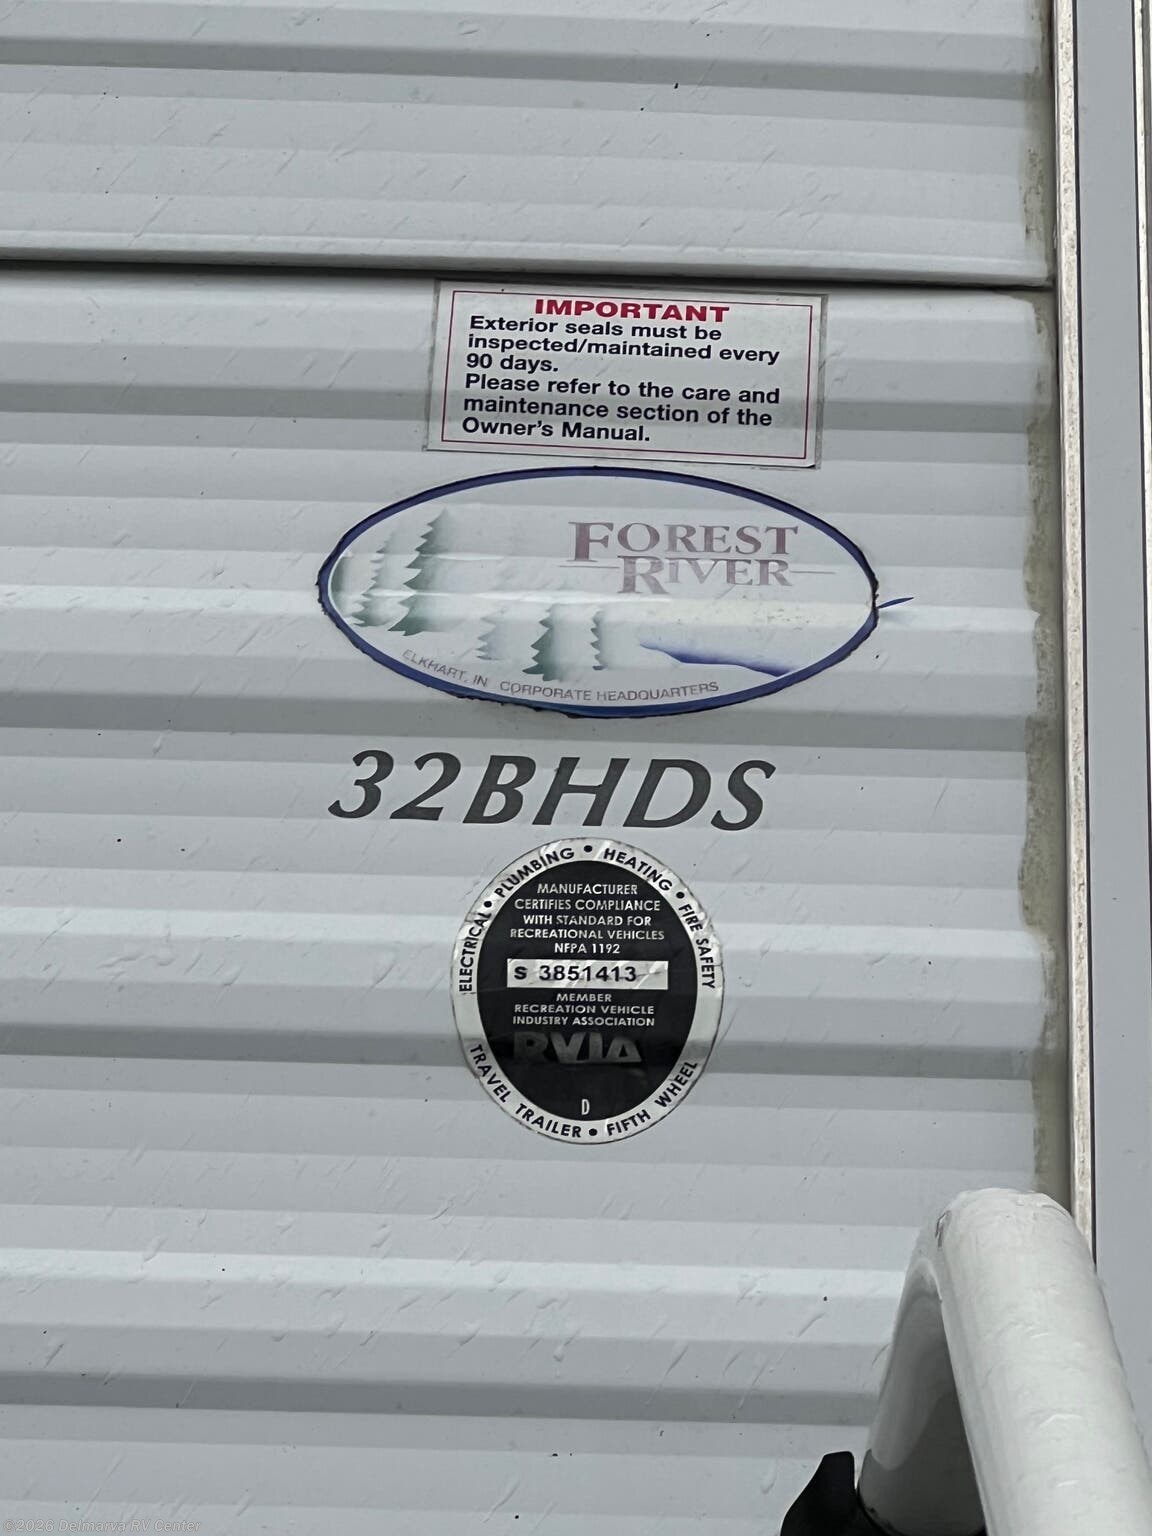 IMPORTANT
Exterior seals must be
inspected/maintained every
90 days.
Please refer to the care and
maintenance section of the
Owner's Manual.
FOREST
RIVER
ELKHART, IN CORPORATE HEADQUARTERS
32BHDS
ELECTRICAL • PLUMBING • HEATING • FIRE SAFETY
MANUFACTURER
CERTIFIES COMPLIANCE
WITH STANDARD FOR
RECREATIONAL VEHICLES
NFPA 1192
S 3851413
MEMBER
RECREATION VEHICLE
INDUSTRY ASSOCIATION
RVIA
D
TRAVEL TRAILER • FIFTH WHEEL
©2026 Delmarva RV Center